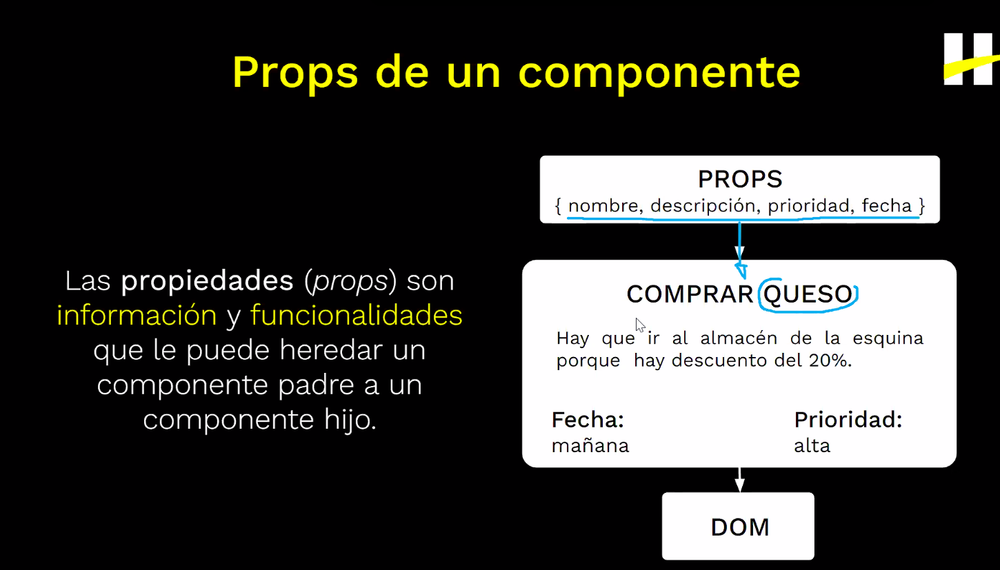 Props de un componente
Las propiedades (props) son
información y funcionalidades
que le puede heredar un
componente padre a un
componente hijo.
PROPS
{ nombre, descripción, prioridad, fecha }
COMPRAR QUESO
Hay que ir al almacén de la esquina
porque hay descuento del 20%.
Fecha:
mañana
Prioridad:
alta
DOM